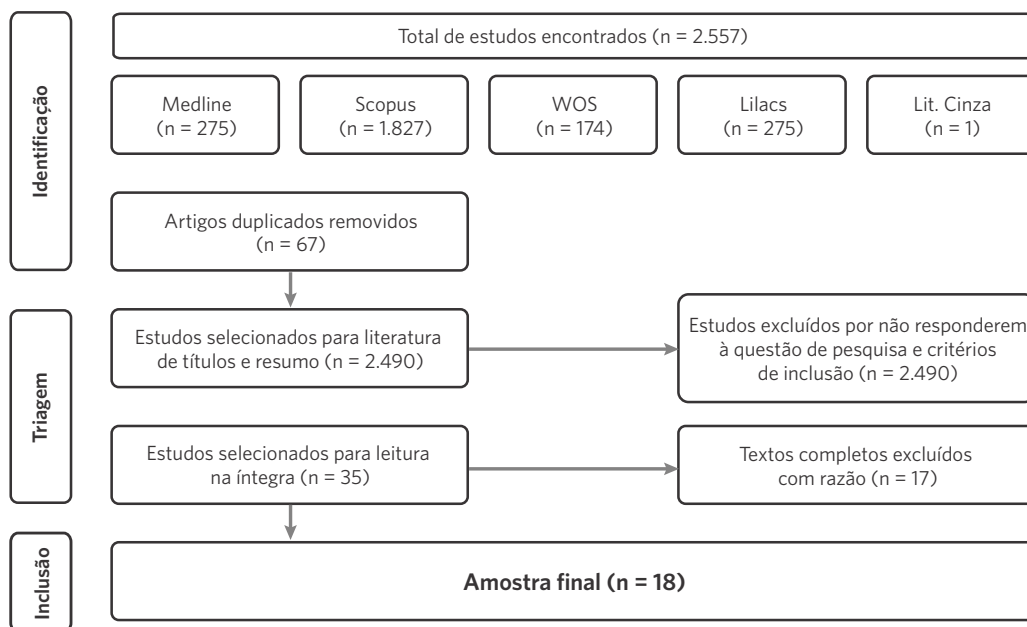 Identificação
Total de estudos encontrados (n = 2.557)
Medline
(n = 275)
Scopus
(n = 1.827)
WOS
(n = 174)
Lilacs
(n = 275)
Lit. Cinza
(n = 1)
Artigos duplicados removidos
(n = 67)
Triagem
Estudos selecionados para literatura
de títulos e resumo (n = 2.490)
Estudos excluídos por não responderem
à questão de pesquisa e critérios
de inclusão (n = 2.490)
Estudos selecionados para leitura
na íntegra (n = 35)
Textos completos excluídos
com razão (n = 17)
Inclusão
Amostra final (n = 18)